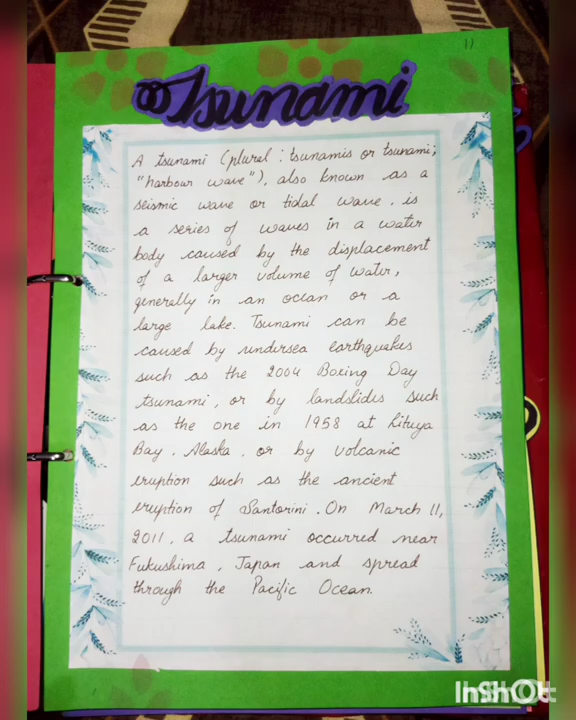 11
Tsunami
A tsunami (plural : tsunamis or tsunami;
"harbour wave"), also known as a
seismic wave or tidal wave, is
a series of waves in a water
body caused by the displacement
of a larger volume of water,
generally in an ocean or a
large lake. Tsunami can be
caused by undersea earthquakes
such as the 2004 Boxing Day
tsunami, or by landslides such
as the one in 1958 at Lituya
Bay, Alaska, or by volcanic
eruption such as the ancient
eruption of Santorini. On March 11,
2011, a tsunami occurred near
Fukushima, Japan and spread
through the Pacific Ocean.
InShOt